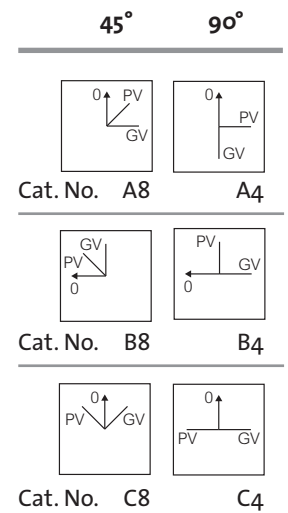 45° 90°
0 PV
GV
0
PV
GV
Cat. No. A8 A4
GV
PV
0
PV
GV
0
Cat. No. B8 B4
0
PV GV
0
PV GV
Cat. No. C8 C4